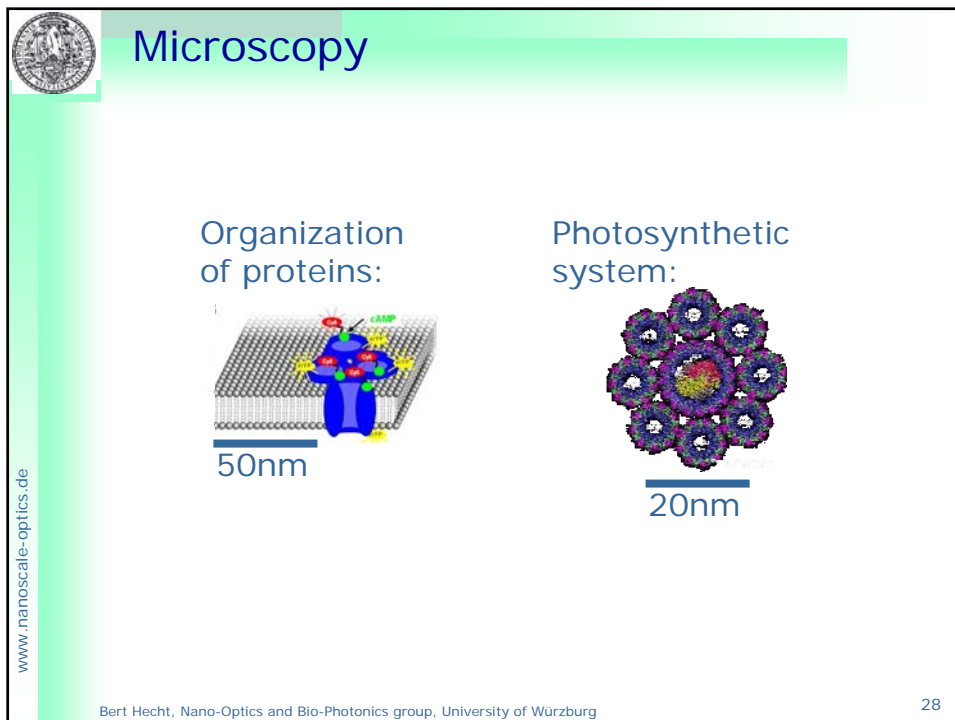 Microscopy
Organization
of proteins:
Photosynthetic
system:
cAMP
50nm
20nm
www.nanoscale-optics.de
Bert Hecht, Nano-Optics and Bio-Photonics group, University of Würzburg
28